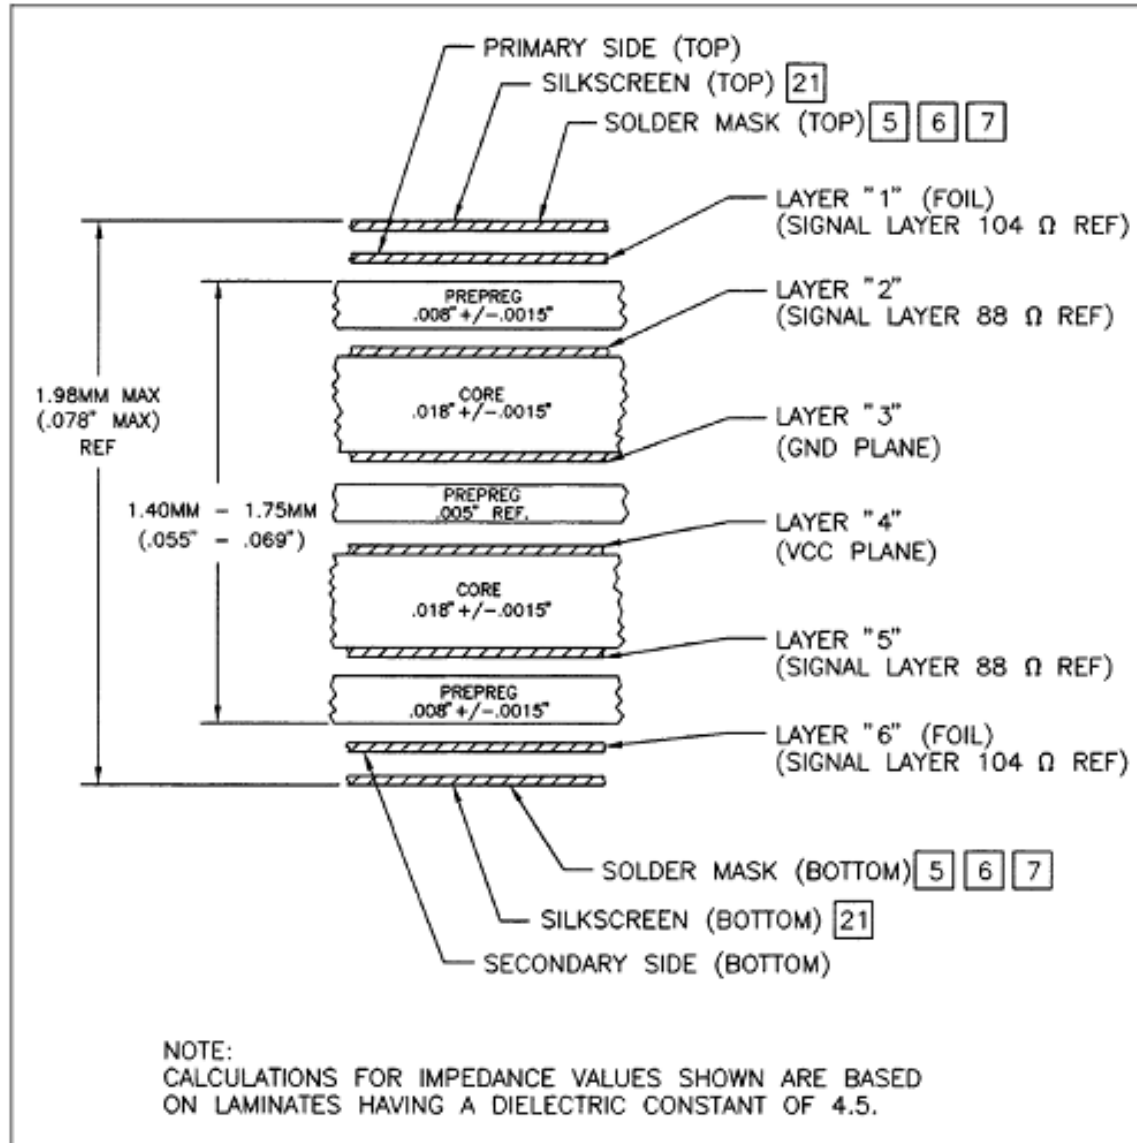 PRIMARY SIDE (TOP)
SILKSCREEN (TOP) 21
SOLDER MASK (TOP) 5 6 7
LAYER "1" (FOIL)
(SIGNAL LAYER 104 Ω REF)
PREPREG
.008"+/-.0015"
LAYER "2"
(SIGNAL LAYER 88 Ω REF)
1.98MM MAX
(.078" MAX)
REF
CORE
.018"+/-.0015"
LAYER "3"
(GND PLANE)
1.40MM - 1.75MM
(.055" - .069")
PREPREG
.005" REF.
LAYER "4"
(VCC PLANE)
CORE
.018"+/-.0015"
LAYER "5"
(SIGNAL LAYER 88 Ω REF)
PREPREG
.008"+/-.0015"
LAYER "6" (FOIL)
(SIGNAL LAYER 104 Ω REF)
SOLDER MASK (BOTTOM) 5 6 7
SILKSCREEN (BOTTOM) 21
SECONDARY SIDE (BOTTOM)
NOTE:
CALCULATIONS FOR IMPEDANCE VALUES SHOWN ARE BASED
ON LAMINATES HAVING A DIELECTRIC CONSTANT OF 4.5.